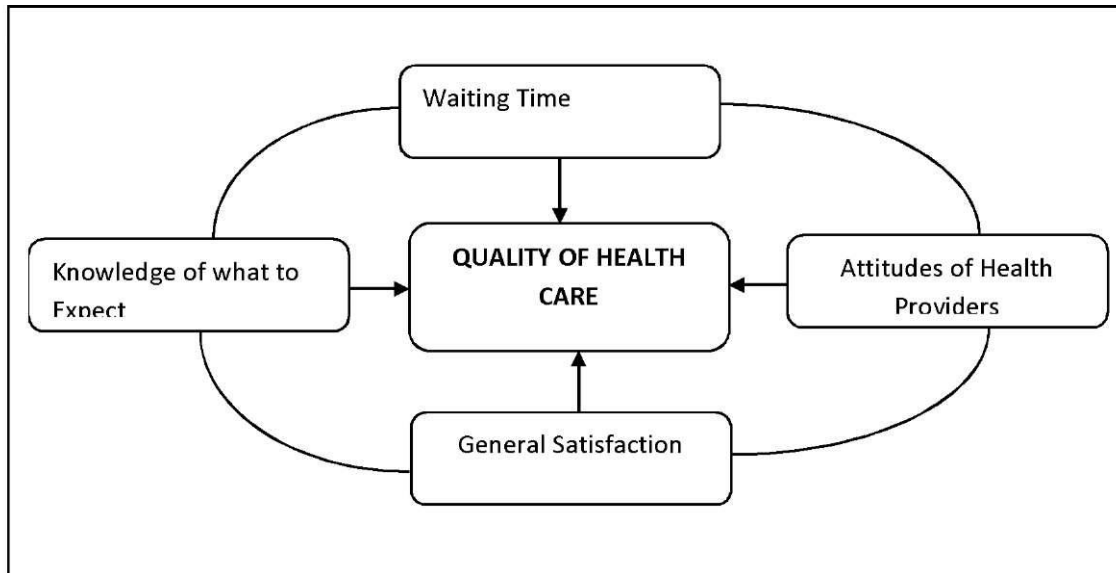 Waiting Time
Knowledge of what to
Expect
QUALITY OF HEALTH
CARE
Attitudes of Health
Providers
General Satisfaction